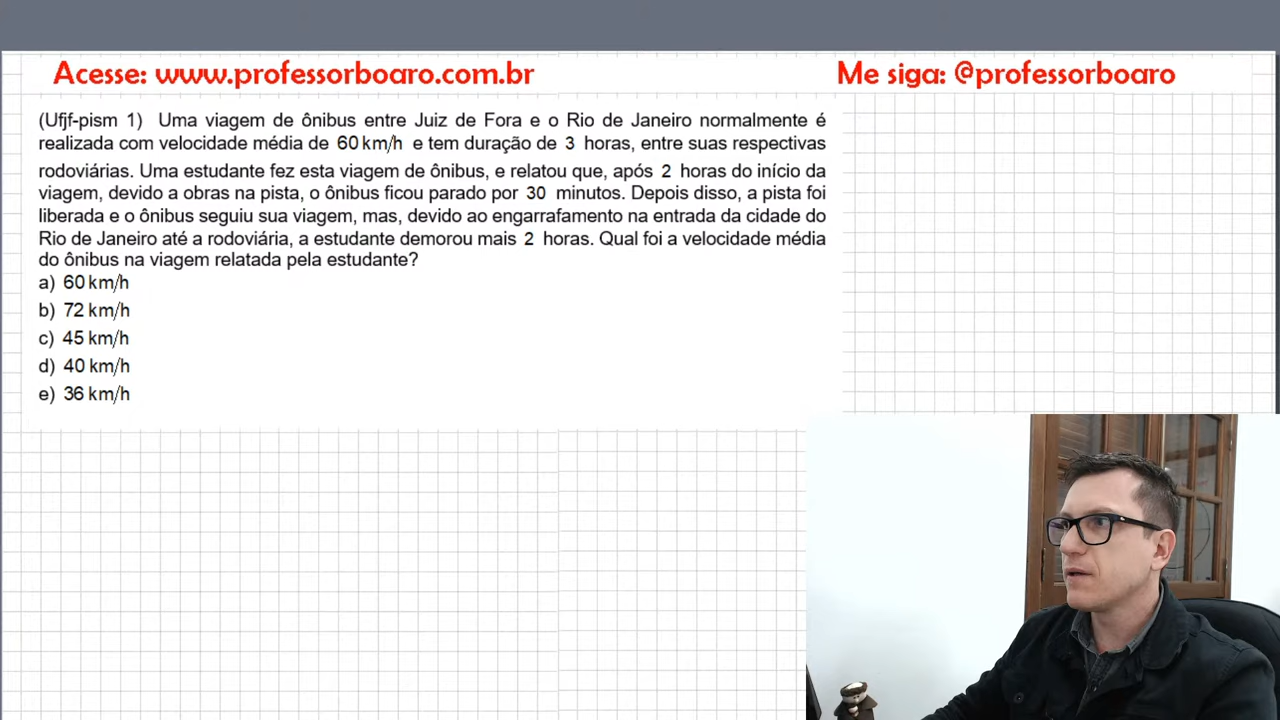 Acesse: www.professorboaro.com.br
Me siga: @professorboaro
(Ufjf-pism 1) Uma viagem de ônibus entre Juiz de Fora e o Rio de Janeiro normalmente é
realizada com velocidade média de 60 km/h e tem duração de 3 horas, entre suas respectivas
rodoviárias. Uma estudante fez esta viagem de ônibus, e relatou que, após 2 horas do início da
viagem, devido a obras na pista, o ônibus ficou parado por 30 minutos. Depois disso, a pista foi
liberada e o ônibus seguiu sua viagem, mas, devido ao engarrafamento na entrada da cidade do
Rio de Janeiro até a rodoviária, a estudante demorou mais 2 horas. Qual foi a velocidade média
do ônibus na viagem relatada pela estudante?
a) 60 km/h
b) 72 km/h
c) 45 km/h
d) 40 km/h
e) 36 km/h